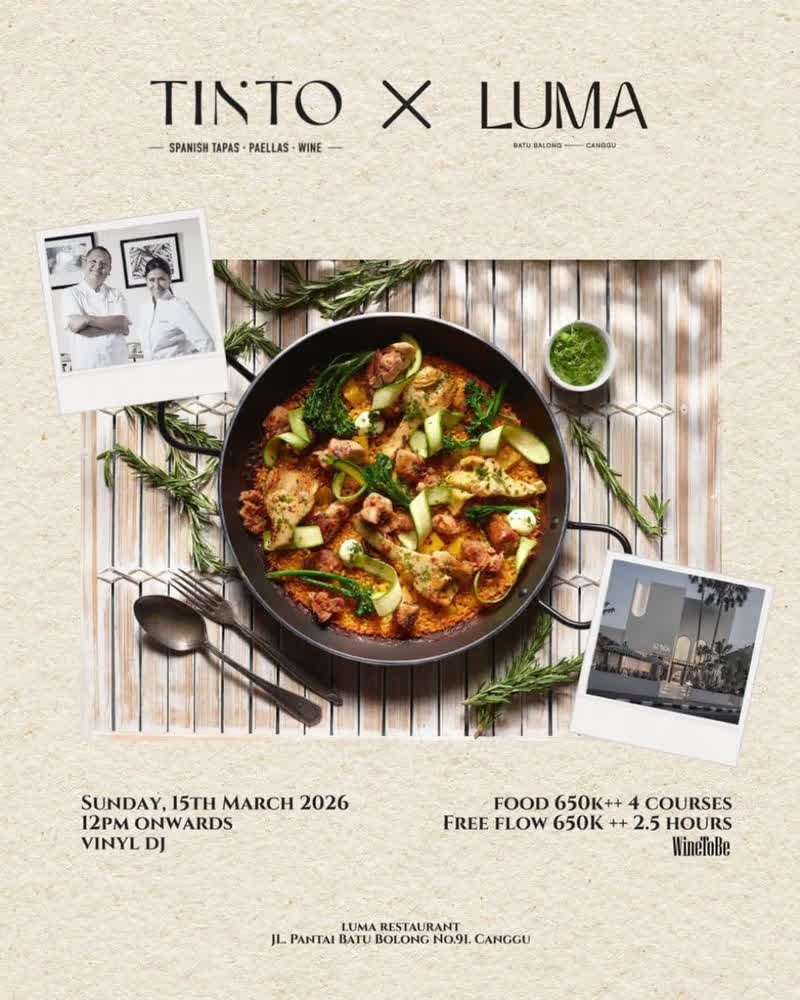 TINTO X LUMA
SPANISH TAPAS · PAELLAS · WINE
BATU BALONG — CANGGU
SUNDAY, 15TH MARCH 2026
12PM ONWARDS
VINYL DJ
FOOD 650K++ 4 COURSES
FREE FLOW 650K ++ 2.5 HOURS
WineToBe
LUMA RESTAURANT
JL. PANTAI BATU BOLONG NO.91. CANGGU